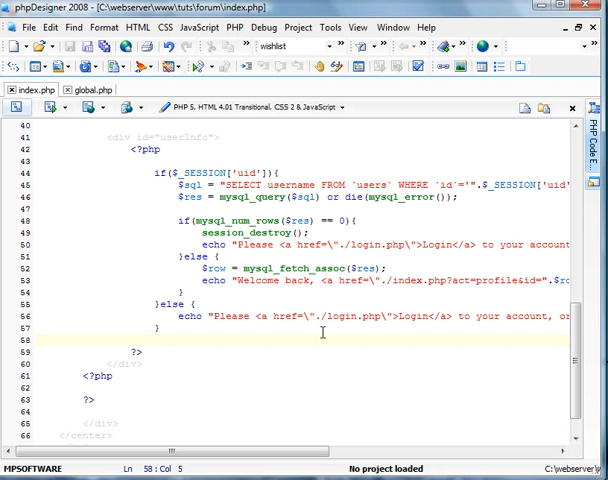 phpDesigner 2008 - [C:\webserver\www\tuts\forum\index.php]
File Edit Find Format HTML CSS JavaScript PHP Debug Project Tools View Window Help
wishlist
index.php global.php
PHP 5, HTML 4.01 Transitional, CSS 2 & JavaScript
PHP Code E...
40
41 <div id="userInfo">
42 <?php
43
44 if($_SESSION['uid']){
45 $sql = "SELECT username FROM `users` WHERE `id`='".$_SESSION['uid'
46 $res = mysql_query($sql) or die(mysql_error());
47
48 if(mysql_num_rows($res) == 0){
49 session_destroy();
50 echo "Please <a href=\"./login.php\">Login</a> to your account
51 }else {
52 $row = mysql_fetch_assoc($res);
53 echo "Welcome back, <a href=\"./index.php?act=profile&id=".$ro
54 }
55 }else {
56 echo "Please <a href=\"./login.php\">Login</a> to your account, or
57 }
58
59 ?>
60 </div>
61 <?php
62
63 ?>
64
65 </div>
66 </center>
MPSOFTWARE Ln 58 : Col 5 No project loaded C:\webserver\w